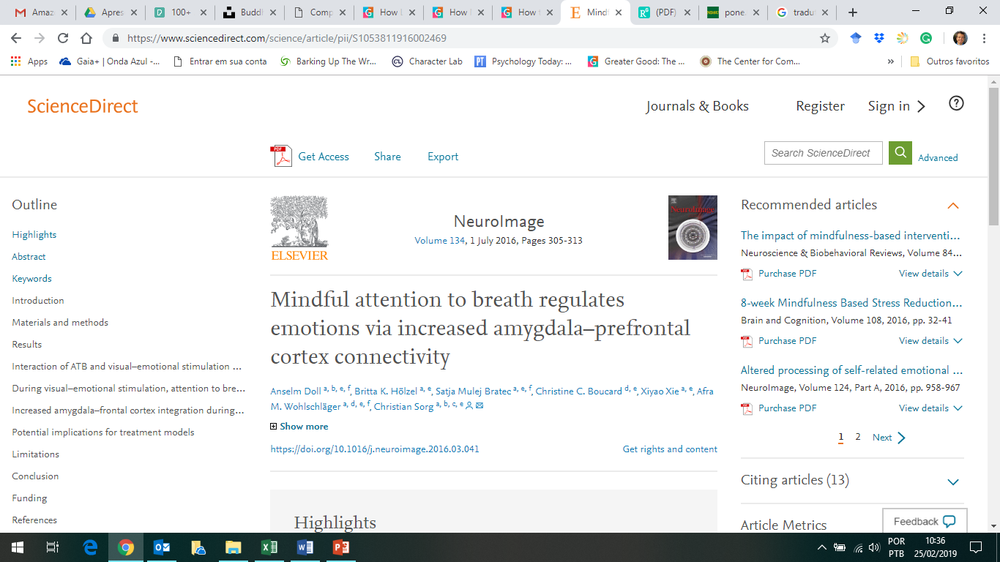 Amaz
Apres
100+
Buddl
Comp
How L
How I
How t
Mindf
(PDF)
pone.
tradut
https://www.sciencedirect.com/science/article/pii/S1053811916002469
Apps
Gaia+ | Onda Azul -...
Entrar em sua conta
Barking Up The Wr...
Character Lab
Psychology Today: ...
Greater Good: The ...
The Center for Com...
»
Outros favoritos
ScienceDirect
Journals & Books
Register
Sign in
Get Access
Share
Export
Search ScienceDirect
Advanced
Outline
Highlights
Abstract
Keywords
Introduction
Materials and methods
Results
Interaction of ATB and visual–emotional stimulation ...
During visual–emotional stimulation, attention to bre...
Increased amygdala–frontal cortex integration during...
Potential implications for treatment models
Limitations
Conclusion
Funding
References
ELSEVIER
NeuroImage
Volume 134, 1 July 2016, Pages 305-313
NeuroImage
Mindful attention to breath regulates
emotions via increased amygdala–prefrontal
cortex connectivity
Anselm Doll a, b, e, f, Britta K. Hölzel a, e, Satja Mulej Bratec a, e, f, Christine C. Boucard d, e, Xiyao Xie a, e, Afra
M. Wohlschläger a, d, e, f, Christian Sorg a, b, c, e
Show more
https://doi.org/10.1016/j.neuroimage.2016.03.041
Get rights and content
Highlights
Recommended articles
The impact of mindfulness-based interventi...
Neuroscience & Biobehavioral Reviews, Volume 84...
Purchase PDF
View details
8-week Mindfulness Based Stress Reduction...
Brain and Cognition, Volume 108, 2016, pp. 32-41
Purchase PDF
View details
Altered processing of self-related emotional ...
NeuroImage, Volume 124, Part A, 2016, pp. 958-967
Purchase PDF
View details
1 2 Next
Citing articles (13)
Article Metrics
Feedback
POR
PTB
10:36
25/02/2019